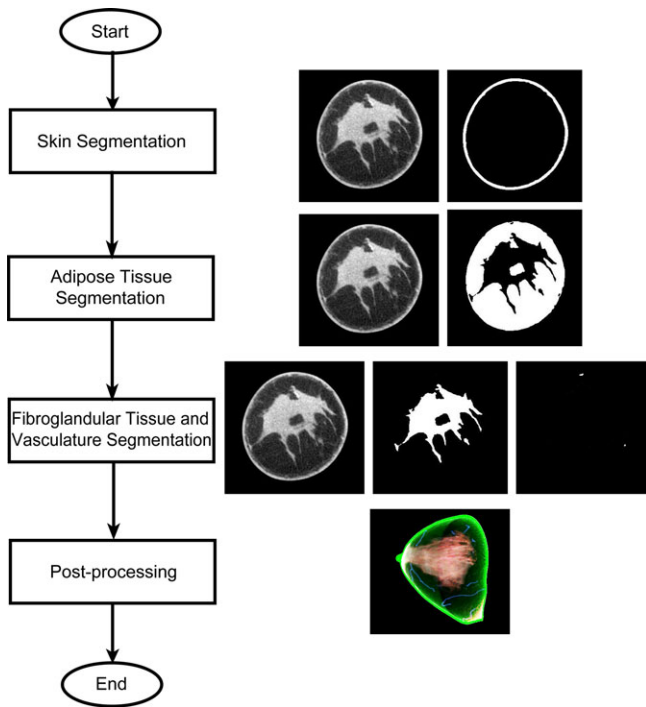 Start
Skin Segmentation
Adipose Tissue
Segmentation
Fibroglandular Tissue and
Vasculature Segmentation
Post-processing
End